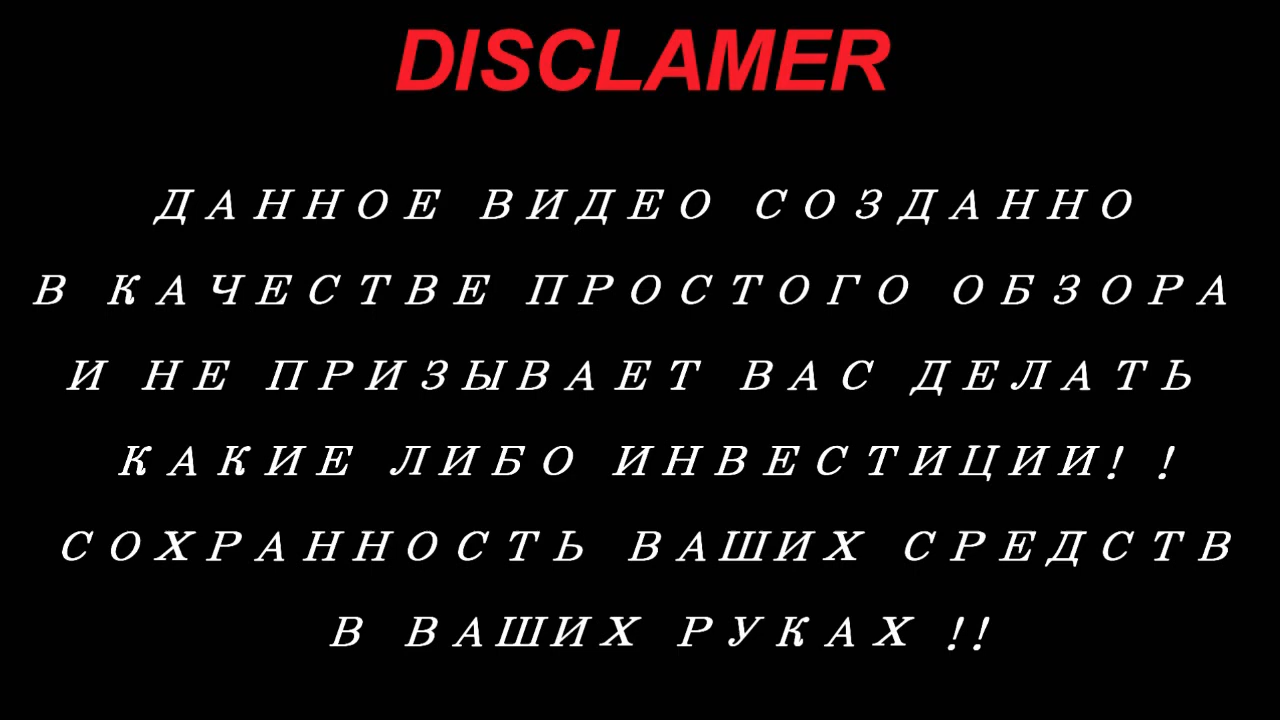 DISCLAMER
ДАННОЕ ВИДЕО СОЗДАННО
В КАЧЕСТВЕ ПРОСТОГО ОБЗОРА
И НЕ ПРИЗЫВАЕТ ВАС ДЕЛАТЬ
КАКИЕ ЛИБО ИНВЕСТИЦИИ! !
СОХРАННОСТЬ ВАШИХ СРЕДСТВ
В ВАШИХ РУКАХ !!